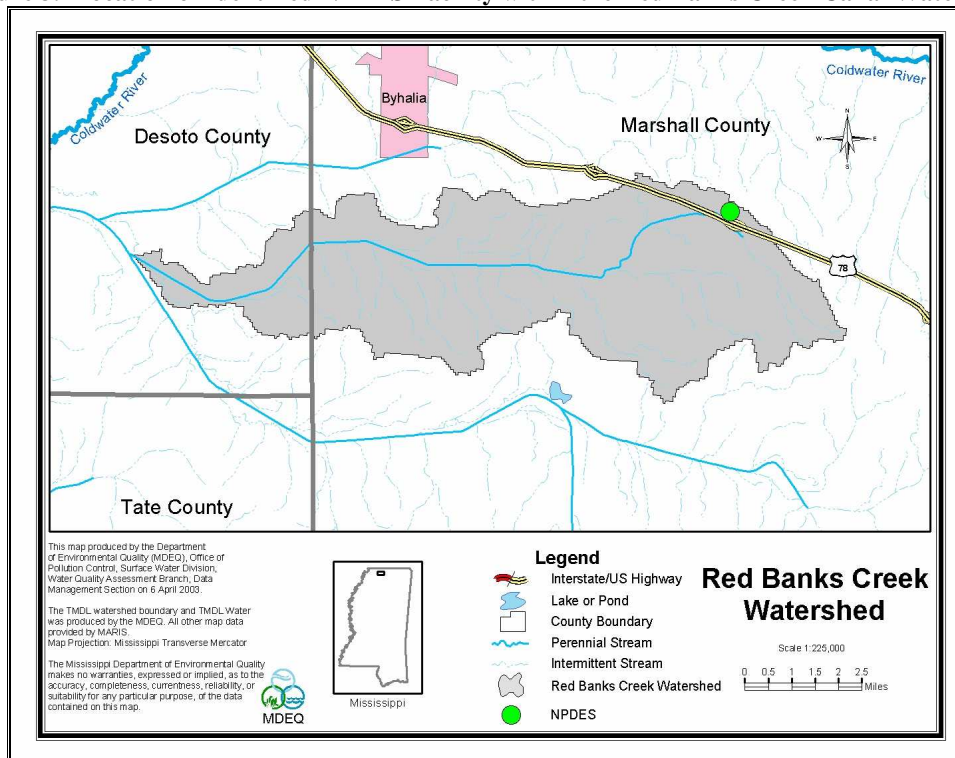 Coldwater River
Desoto County
Byhalia
Marshall County
Coldwater River
N
W E
S
78
Tate County
This map produced by the Department
of Environmental Quality (MDEQ), Office of
Pollution Control, Surface Water Division,
Water Quality Assessment Branch, Data
Management Section on 6 April 2003.
The TMDL watershed boundary and TMDL Water
was produced by the MDEQ. All other map data
provided by MARIS.
Map Projection: Mississippi Transverse Mercator
The Mississippi Department of Environmental Quality
makes no warranties, expressed or implied, as to the
accuracy, completeness, currentness, reliability, or
suitability for any particular purpose, of the data
contained on this map.
MDEQ
Mississippi
Legend
Interstate/US Highway
Lake or Pond
County Boundary
Perennial Stream
Intermittent Stream
Red Banks Creek Watershed
NPDES
Red Banks Creek
Watershed
Scale 1:225,000
0 0.5 1 1.5 2 2.5
Miles